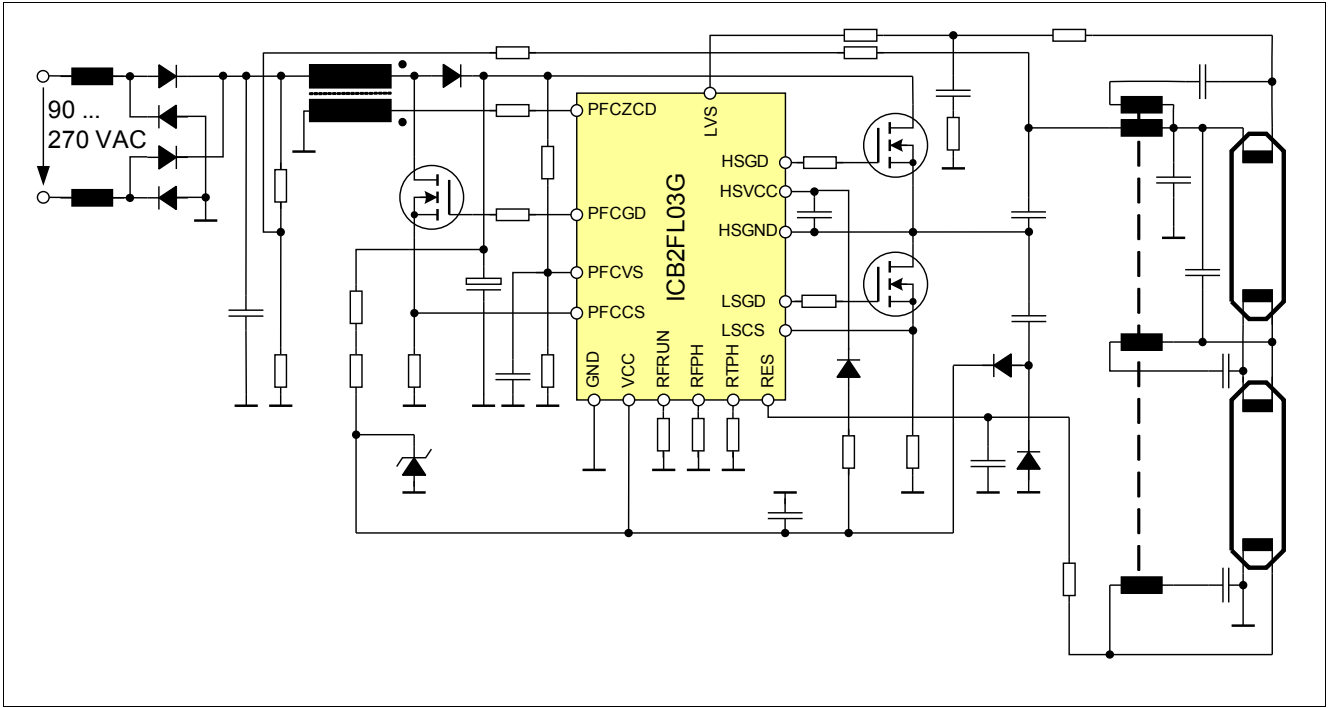 90 ...
270 VAC
PFCZCD
PFCGD
PFCVS
PFCCS
LVS
HSGD
HSVCC
HSGND
LSGD
LSCS
ICB2FL03G
GND
VCC
RFRUN
RFPH
RTPH
RES